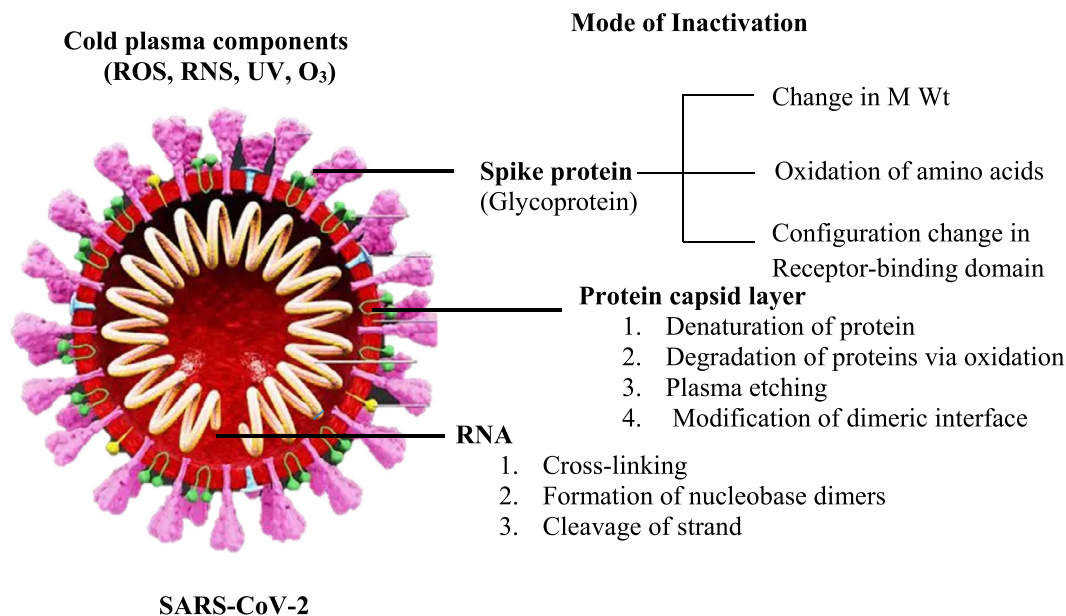 Mode of Inactivation
Cold plasma components
(ROS, RNS, UV, O₃)
Change in M Wt
Spike protein
(Glycoprotein)
Oxidation of amino acids
Configuration change in
Receptor-binding domain
Protein capsid layer
1. Denaturation of protein
2. Degradation of proteins via oxidation
3. Plasma etching
4. Modification of dimeric interface
RNA
1. Cross-linking
2. Formation of nucleobase dimers
3. Cleavage of strand
SARS-CoV-2